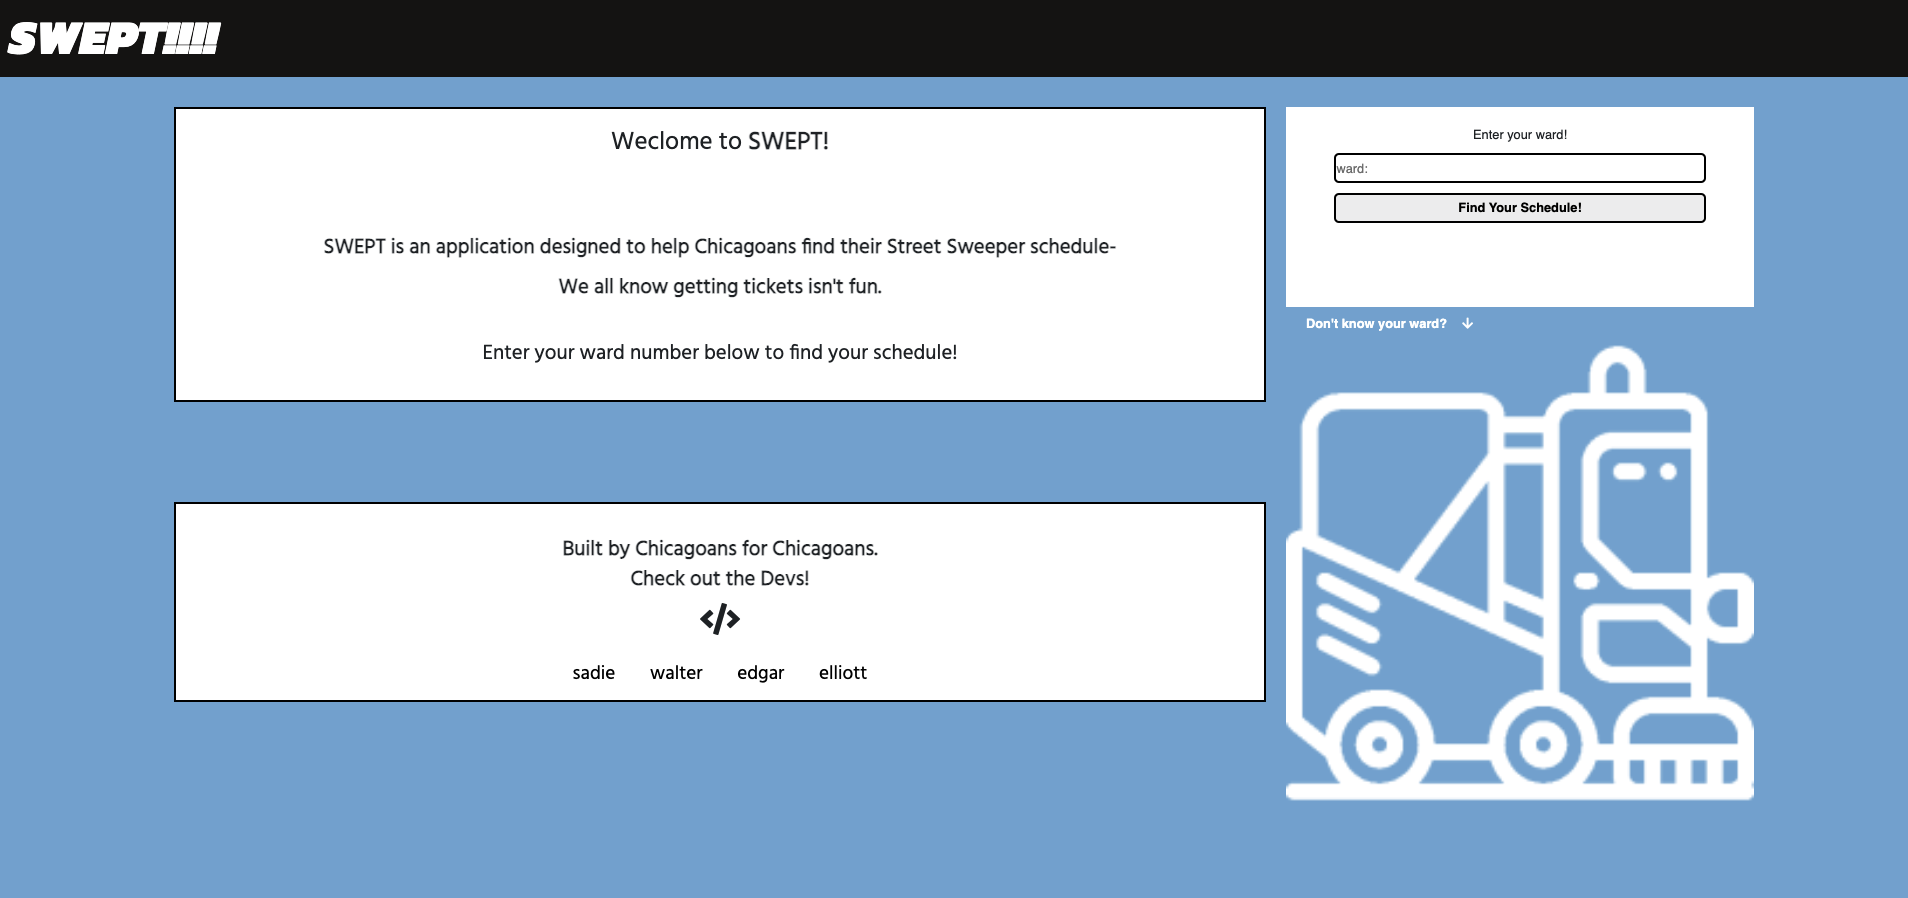 SWEPT!!!!
Weclome to SWEPT!
SWEPT is an application designed to help Chicagoans find their Street Sweeper schedule-
We all know getting tickets isn't fun.
Enter your ward number below to find your schedule!
Built by Chicagoans for Chicagoans.
Check out the Devs!
</>
sadie walter edgar elliott
Enter your ward!
ward:
Find Your Schedule!
Don't know your ward? ↓